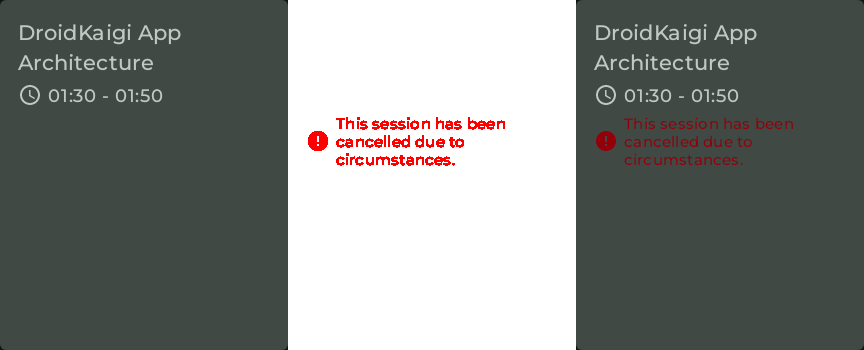 DroidKaigi App
Architecture
01:30 - 01:50
This session has been
cancelled due to
circumstances.
DroidKaigi App
Architecture
01:30 - 01:50
This session has been
cancelled due to
circumstances.